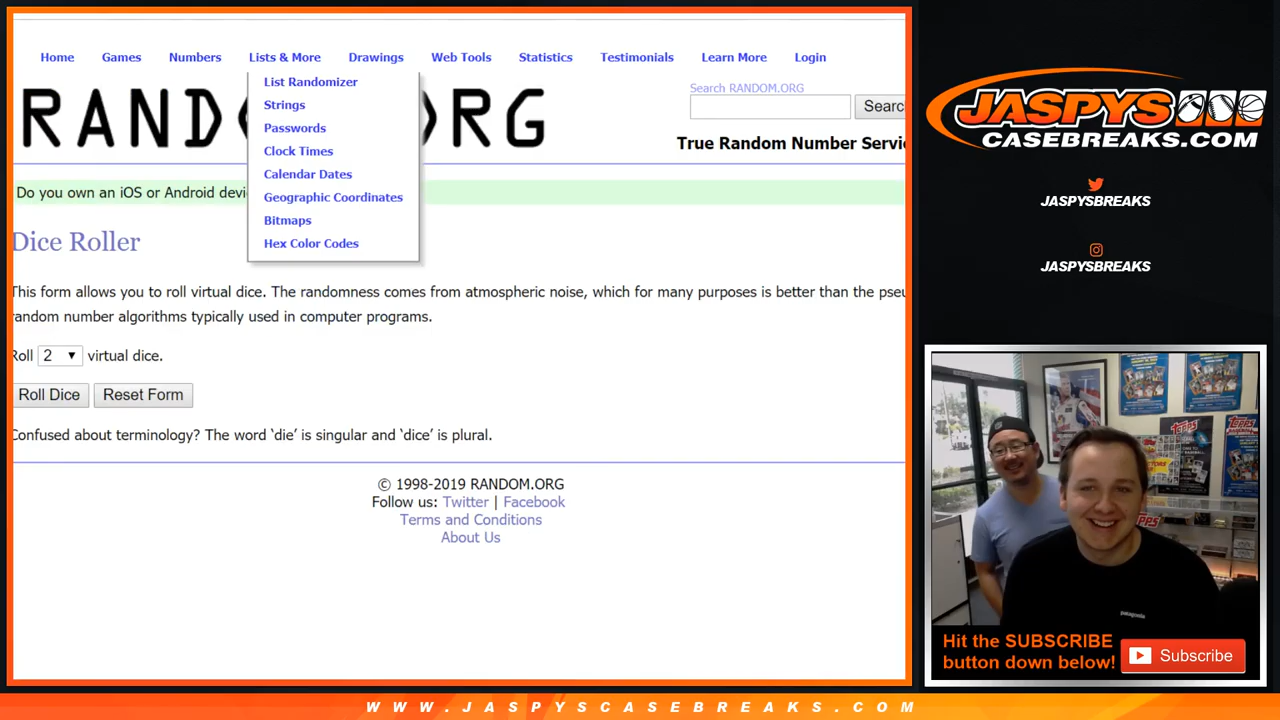 Home Games Numbers Lists & More Drawings Web Tools Statistics Testimonials Learn More Login
List Randomizer
Strings
Passwords
Clock Times
Calendar Dates
Geographic Coordinates
Bitmaps
Hex Color Codes
Search RANDOM.ORG
Searc
True Random Number Servi
Do you own an iOS or Android devi
Dice Roller
This form allows you to roll virtual dice. The randomness comes from atmospheric noise, which for many purposes is better than the pseu
random number algorithms typically used in computer programs.
Roll 2 virtual dice.
Roll Dice Reset Form
Confused about terminology? The word ‘die’ is singular and ‘dice’ is plural.
© 1998-2019 RANDOM.ORG
Follow us: Twitter | Facebook
Terms and Conditions
About Us
JASPYS
CASEBREAKS.COM
JASPYSBREAKS
JASPYSBREAKS
topps
topps
Hit the SUBSCRIBE
button down below!
Subscribe
WWW.JASPYSCASEBREAKS.COM